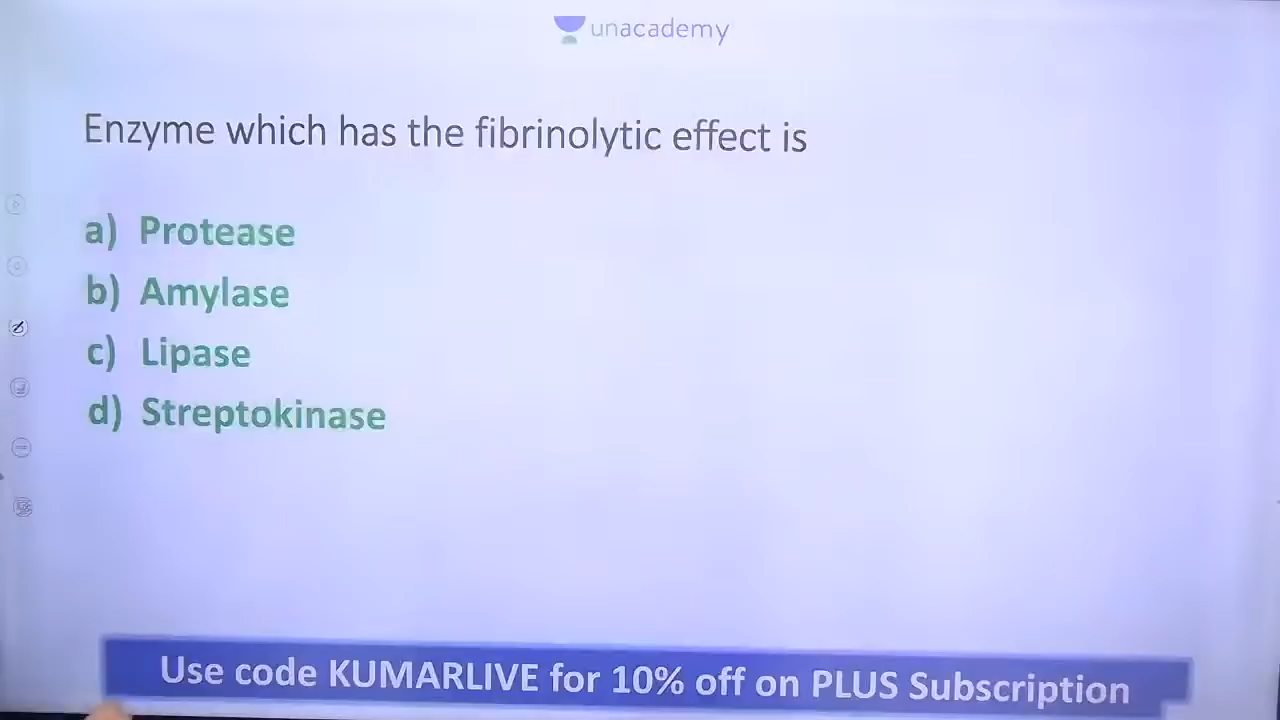 unacademy
Enzyme which has the fibrinolytic effect is
a) Protease
b) Amylase
c) Lipase
d) Streptokinase
Use code KUMARLIVE for 10% off on PLUS Subscription